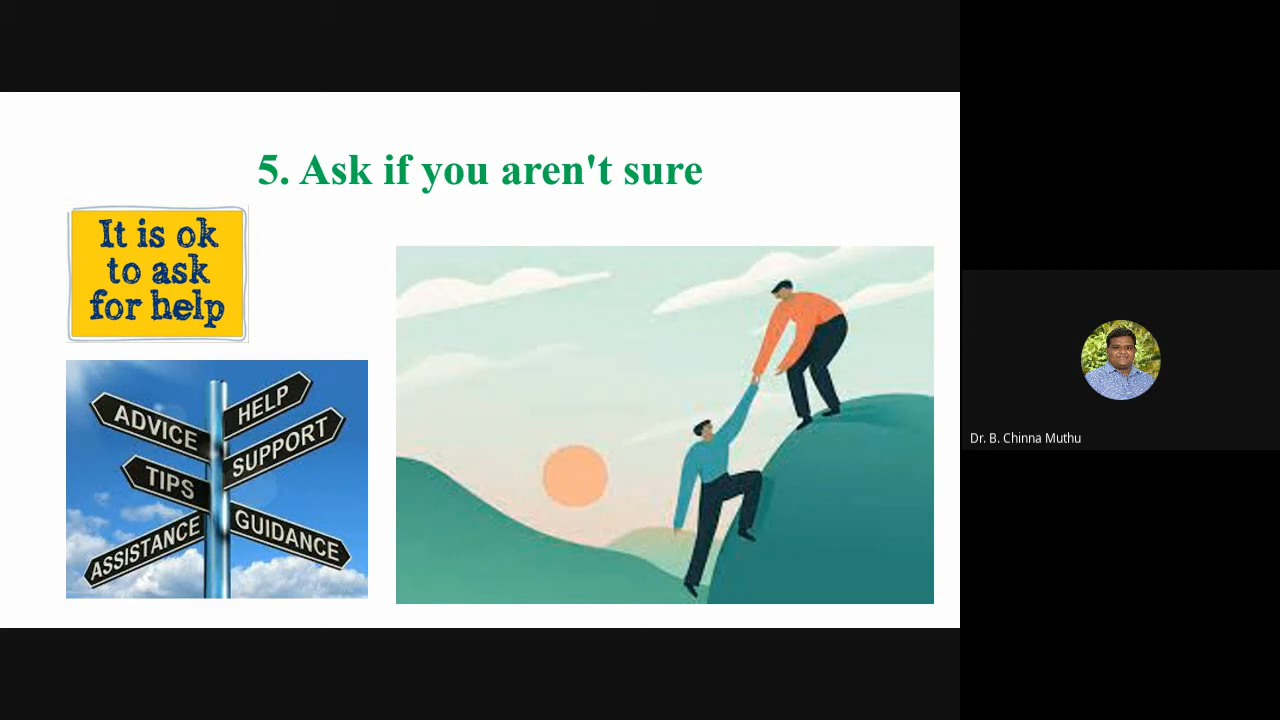 5. Ask if you aren't sure
It is ok
to ask
for help
HELP
ADVICE
SUPPORT
TIPS
GUIDANCE
ASSISTANCE
Dr. B. Chinna Muthu